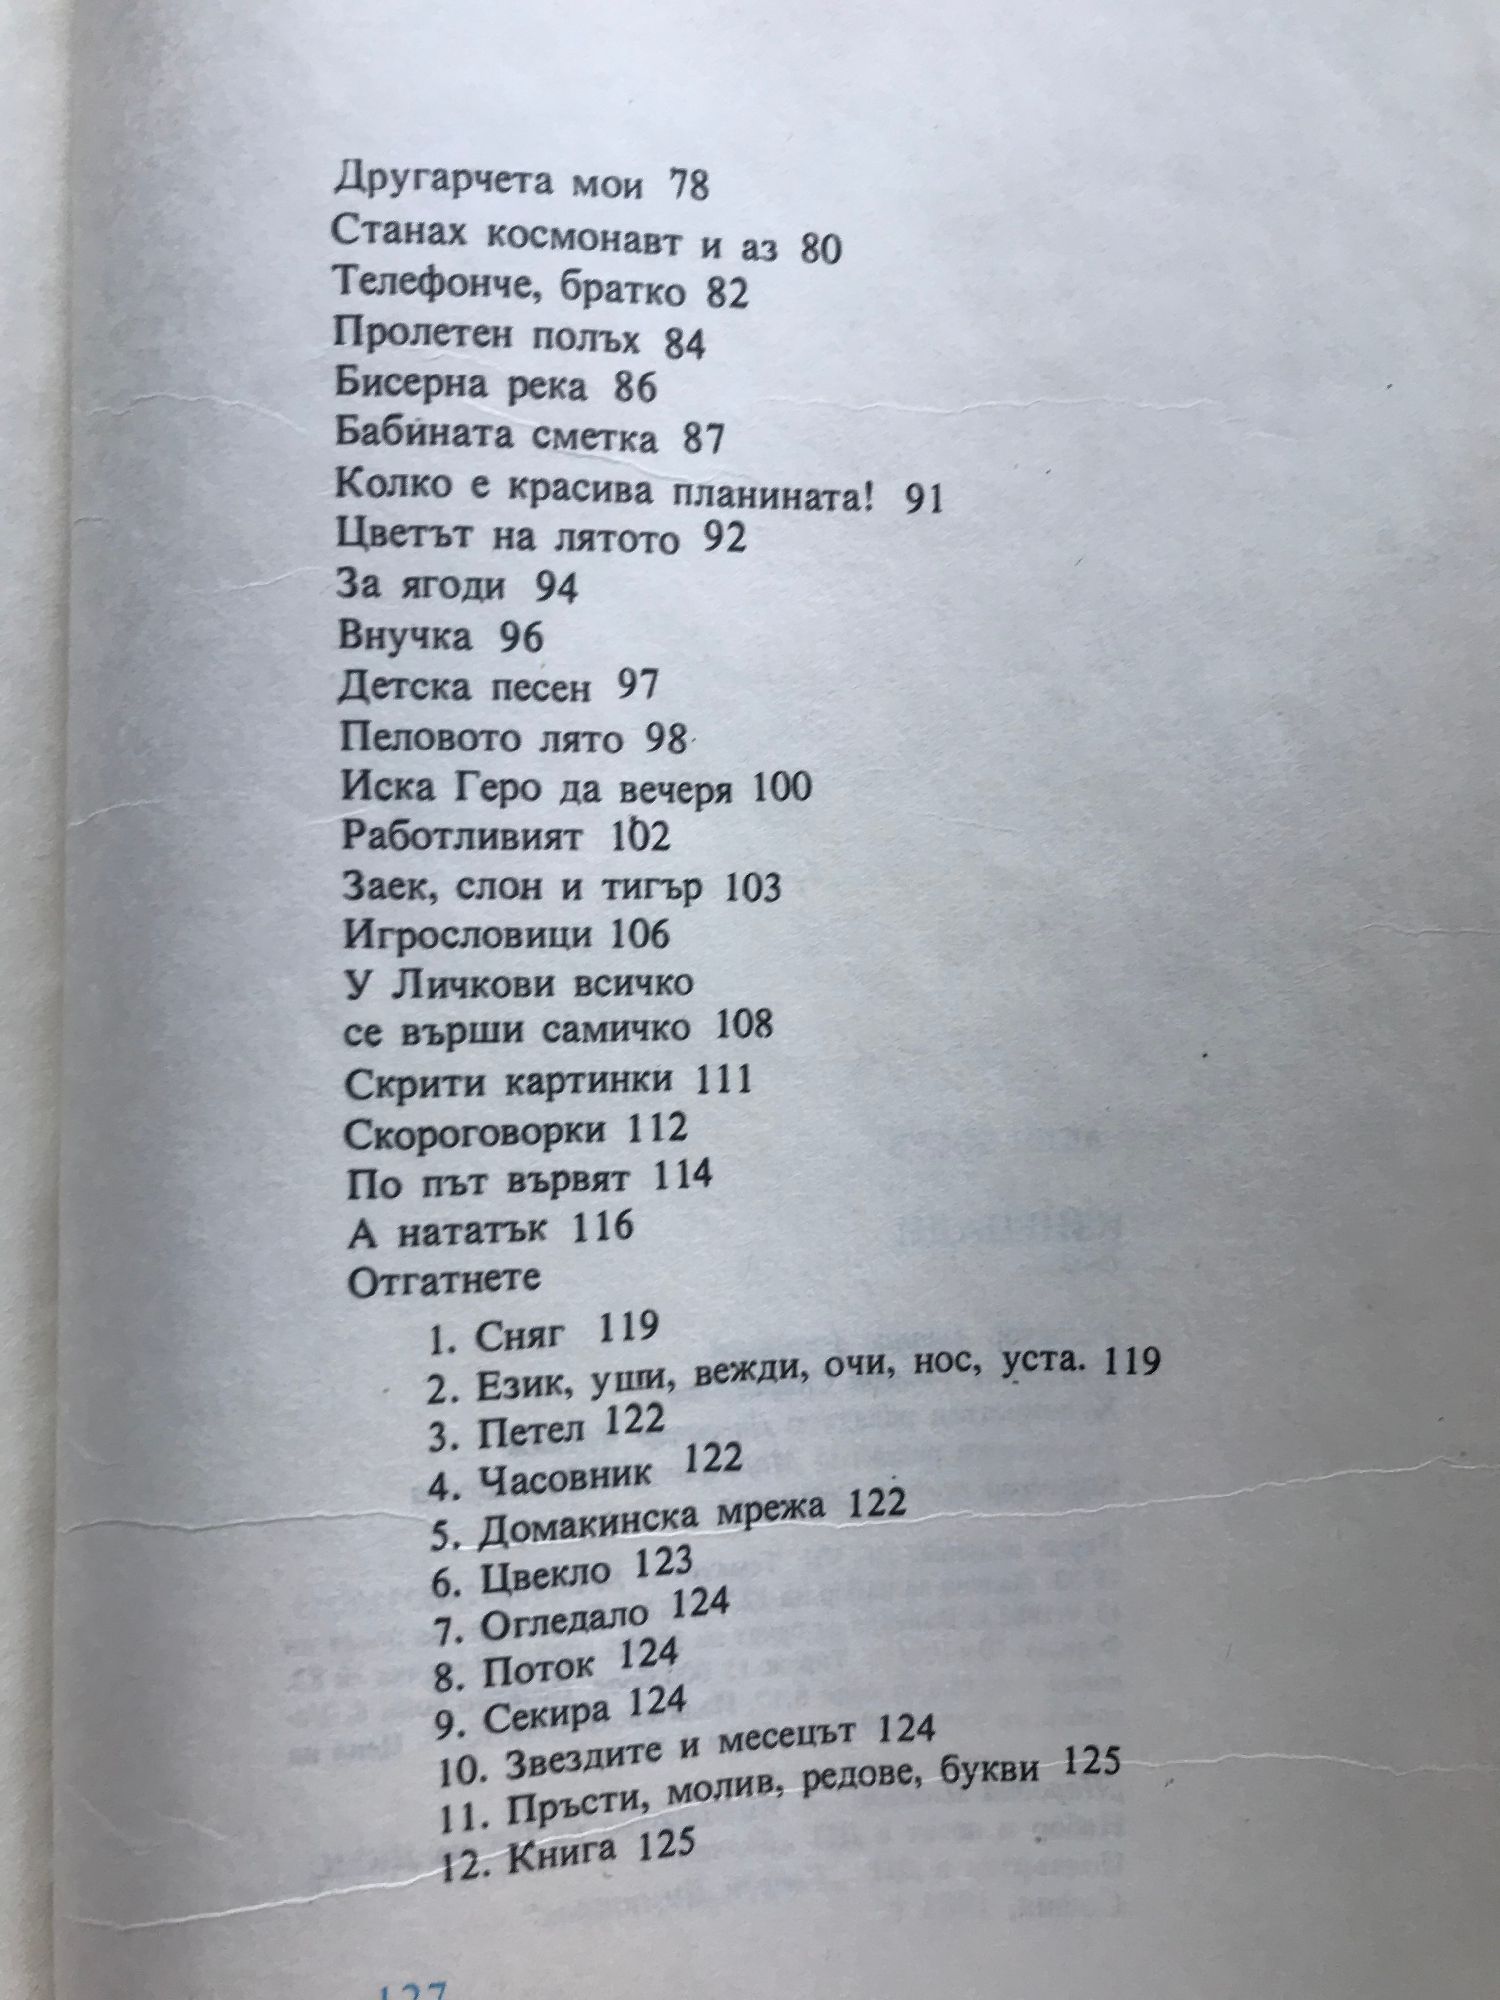 Другарчета мои 78
Станах космонавт и аз 80
Телефонче, братко 82
Пролетен полъх 84
Бисерна река 86
Бабината сметка 87
Колко е красива планината! 91
Цветът на лятото 92
За ягоди 94
Внучка 96
Детска песен 97
Пеловото лято 98
Иска Геро да вечеря 100
Работливият 102
Заек, слон и тигър 103
Игрословици 106
У Личкови всичко
се върши самичко 108
Скрити картинки 111
Скороговорки 112
По път вървят 114
А нататък 116
Отгатнете
1. Сняг 119
2. Език, уши, вежди, очи, нос, уста. 119
3. Петел 122
4. Часовник 122
5. Домакинска мрежа 122
6. Цвекло 123
7. Огледало 124
8. Поток 124
9. Секира 124
10. Звездите и месецът 124
11. Пръсти, молив, редове, букви 125
12. Книга 125
127